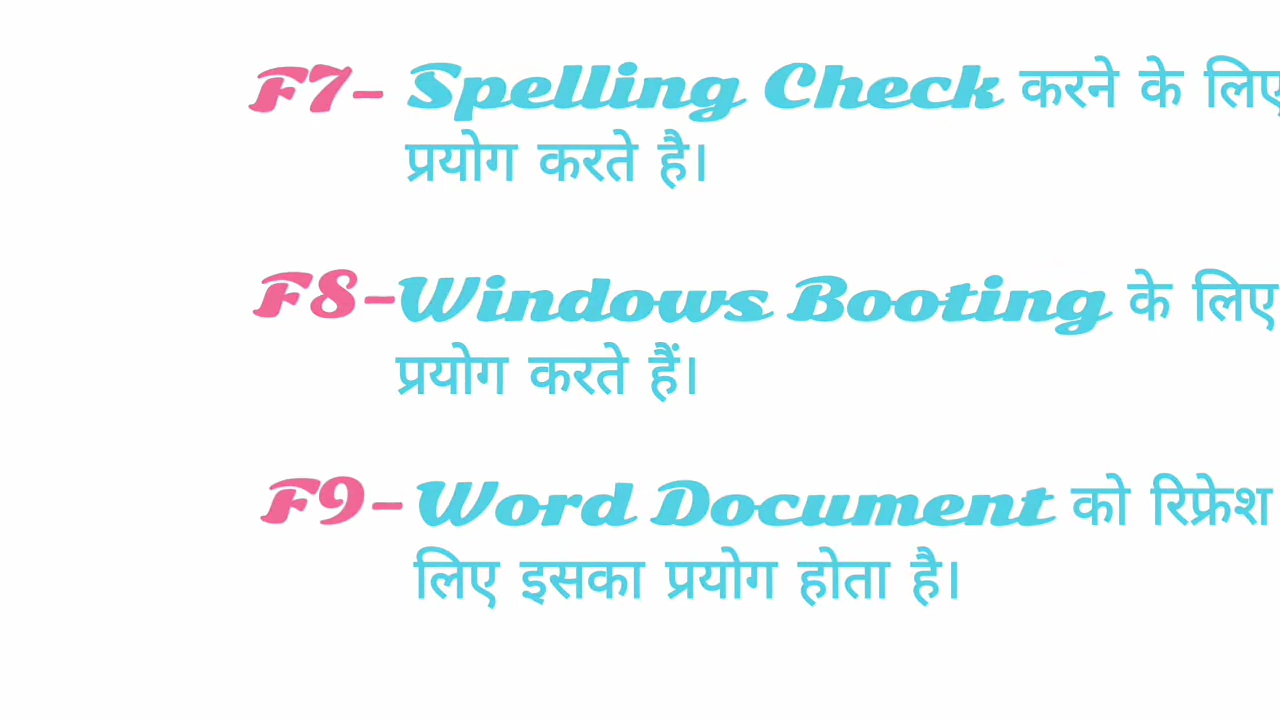 F7- Spelling Check करने के लिए
प्रयोग करते है।
F8-Windows Booting के लिए
प्रयोग करते हैं।
F9-Word Document को रिफ्रेश
लिए इसका प्रयोग होता है।